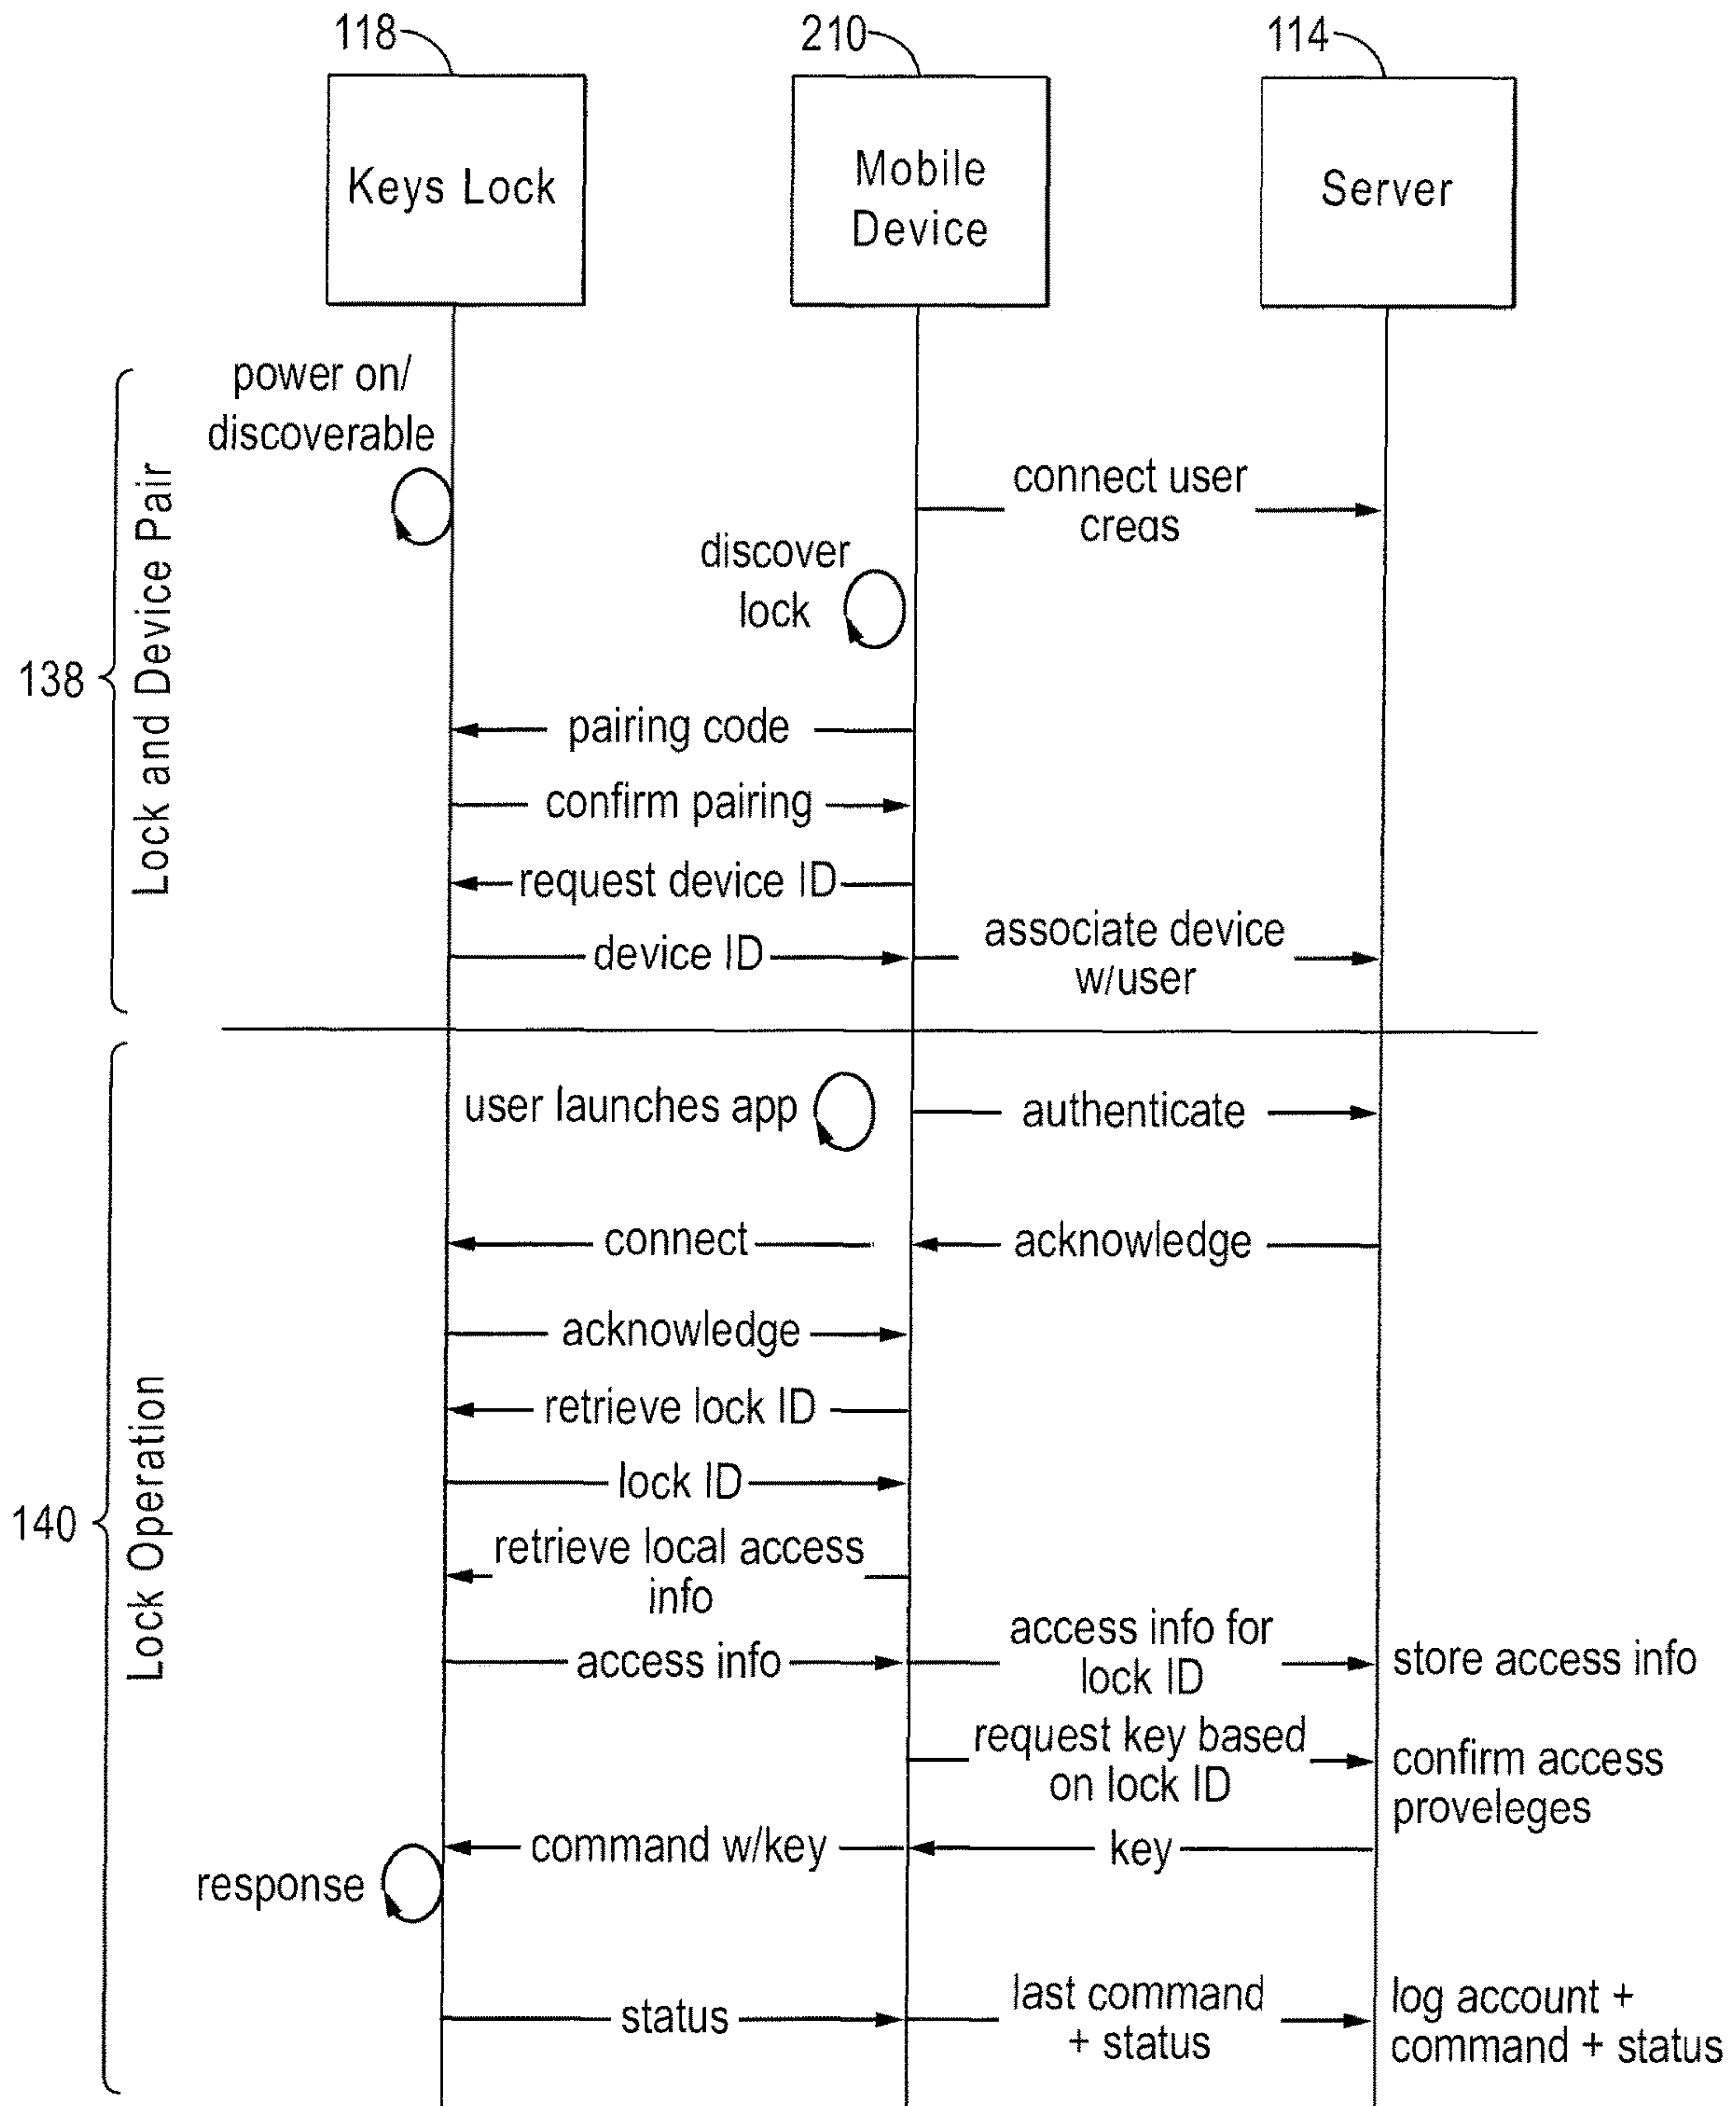 118
210
114
Keys Lock
Mobile
Device
Server
138
Lock and Device Pair
power on/
discoverable
connect user
creds
discover
lock
pairing code
confirm pairing
request device ID
device ID
associate device
w/user
140
Lock Operation
user launches app
authenticate
connect
acknowledge
acknowledge
retrieve lock ID
lock ID
retrieve local access
info
access info
access info for
lock ID
store access info
request key based
on lock ID
confirm access
proveleges
command w/key
key
response
status
last command
+ status
log account +
command + status